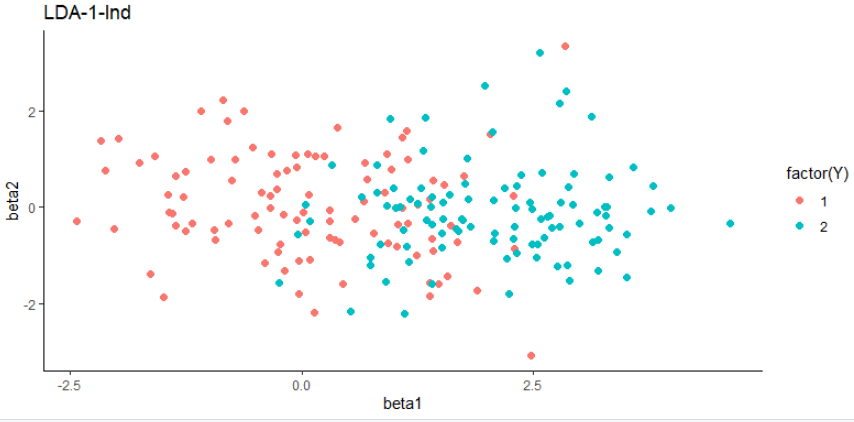 LDA-1-Ind
beta2
2
0
-2
-2.5
0.0
2.5
beta1
factor(Y)
1
2